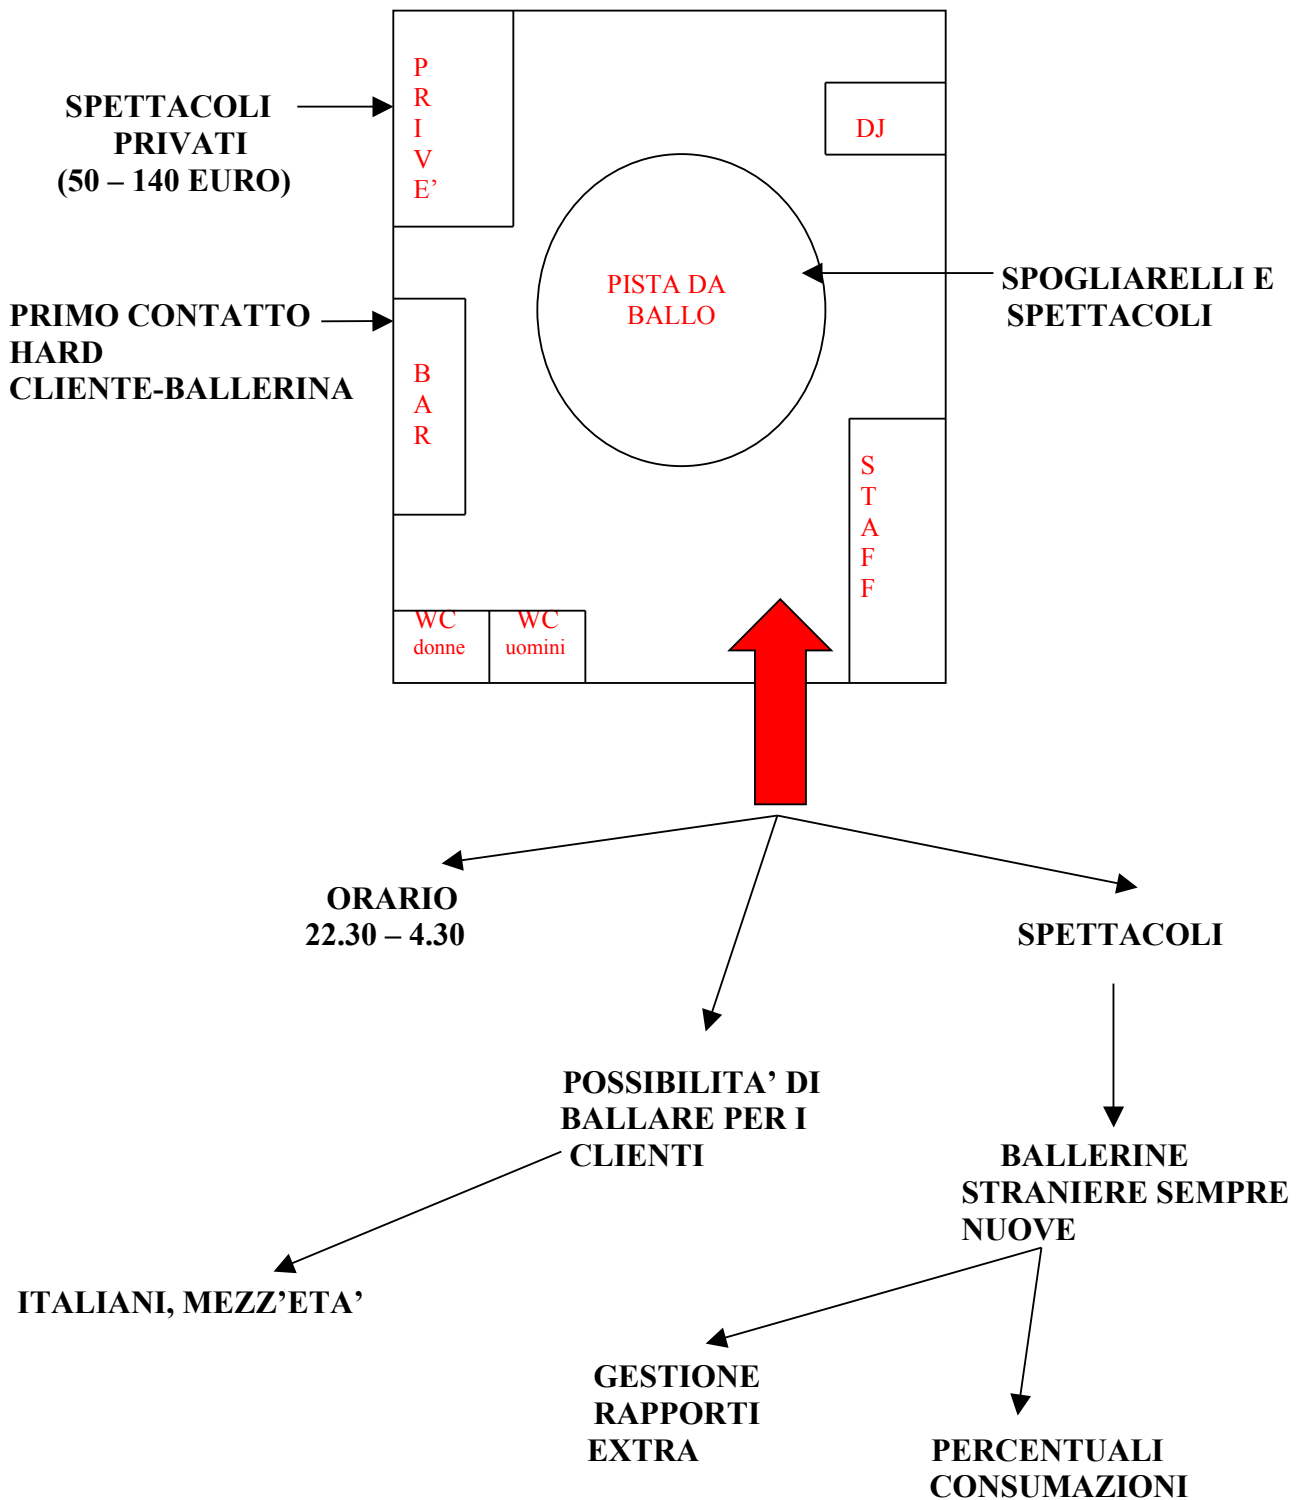 SPETTACOLI
PRIVATI
(50 – 140 EURO)
P
R
I
V
E’
DJ
PISTA DA
BALLO
SPOGLIARELLI E
SPETTACOLI
PRIMO CONTATTO
HARD
CLIENTE-BALLERINA
B
A
R
S
T
A
F
F
WC
donne
WC
uomini
ORARIO
22.30 – 4.30
SPETTACOLI
POSSIBILITA’ DI
BALLARE PER I
CLIENTI
BALLERINE
STRANIERE SEMPRE
NUOVE
ITALIANI, MEZZ’ETA’
GESTIONE
RAPPORTI
EXTRA
PERCENTUALI
CONSUMAZIONI